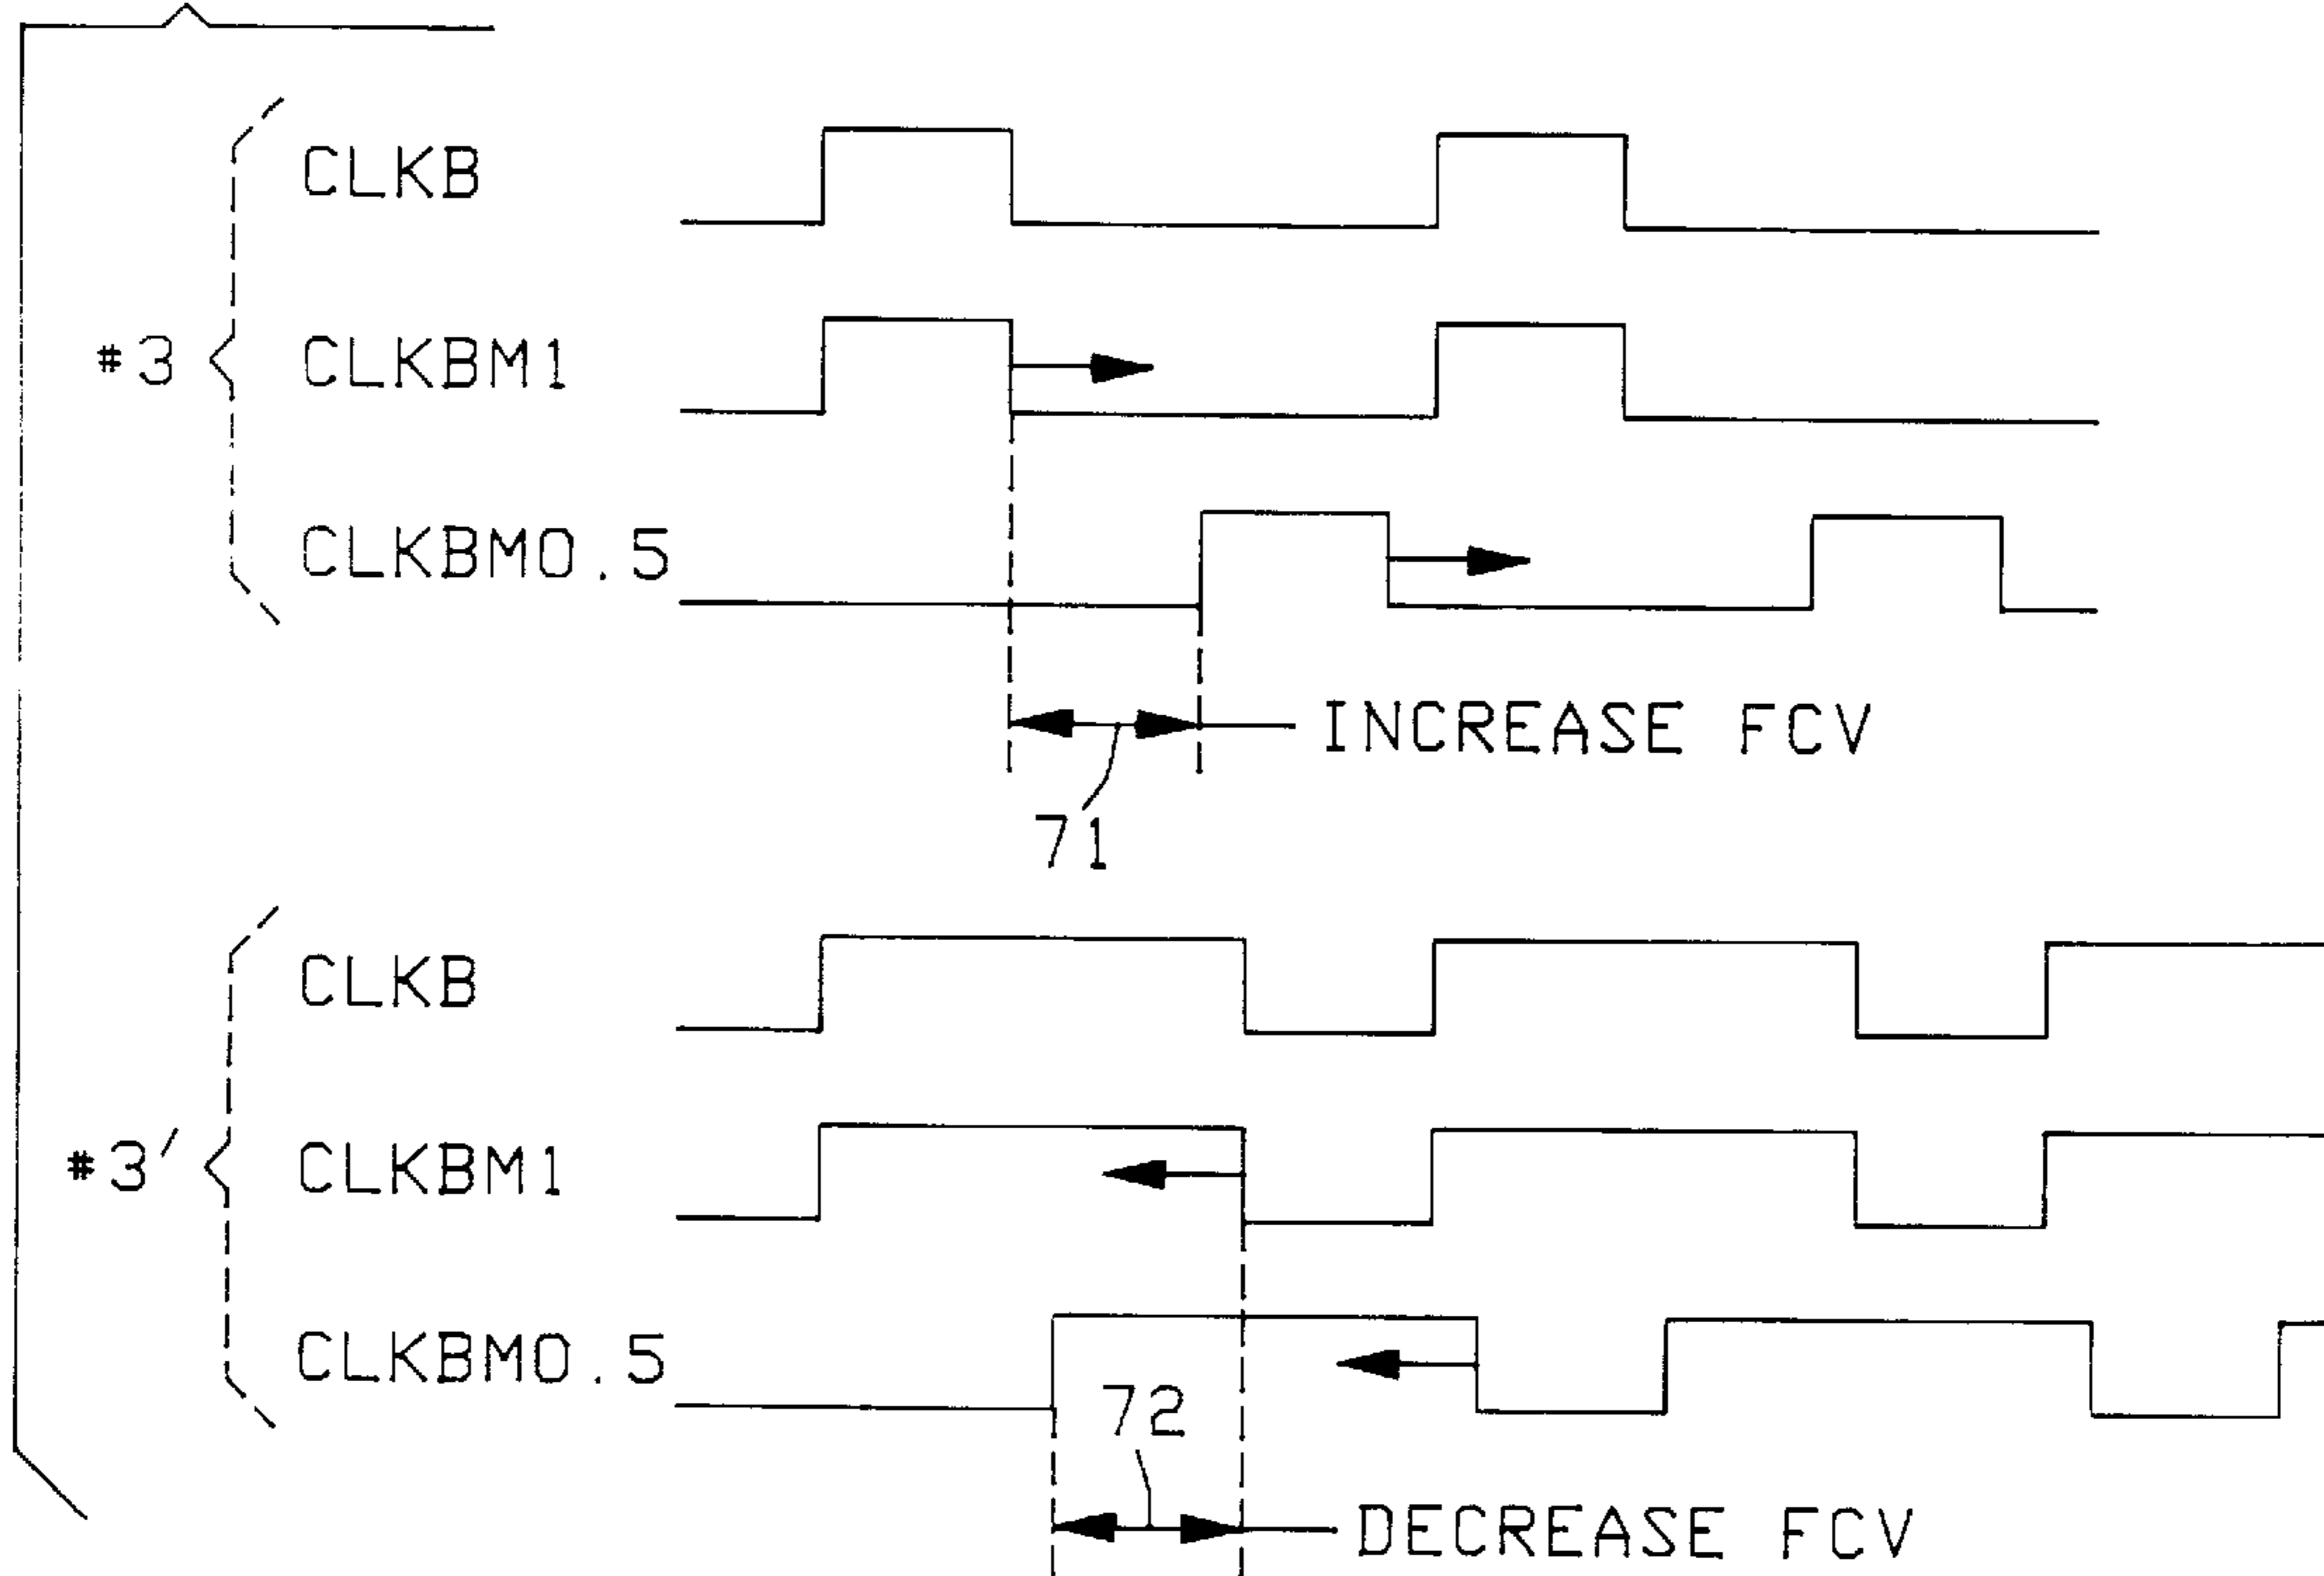 CLKB
#3 CLKBM1
CLKBM0.5
INCREASE FCV
71
CLKB
#3' CLKBM1
CLKBM0.5
72
DECREASE FCV